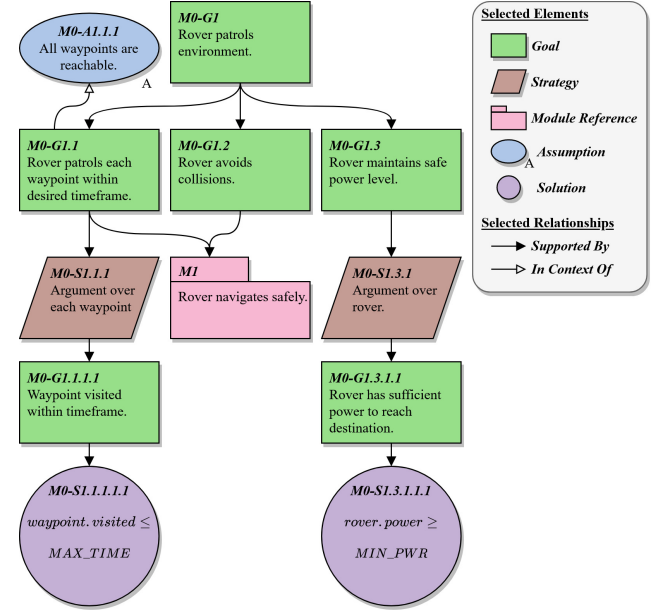 M0-A1.1.1
All waypoints are
reachable.
A
M0-G1
Rover patrols
environment.
M0-G1.1
Rover patrols each
waypoint within
desired timeframe.
M0-G1.2
Rover avoids
collisions.
M0-G1.3
Rover maintains safe
power level.
M0-S1.1.1
Argument over
each waypoint
M1
Rover navigates safely.
M0-S1.3.1
Argument over
rover.
M0-G1.1.1.1
Waypoint visited
within timeframe.
M0-G1.3.1.1
Rover has sufficient
power to reach
destination.
M0-S1.1.1.1.1
waypoint.visited ≤
MAX_TIME
M0-S1.3.1.1.1
rover.power ≥
MIN_PWR
Selected Elements
Goal
Strategy
Module Reference
Assumption
A
Solution
Selected Relationships
Supported By
In Context Of